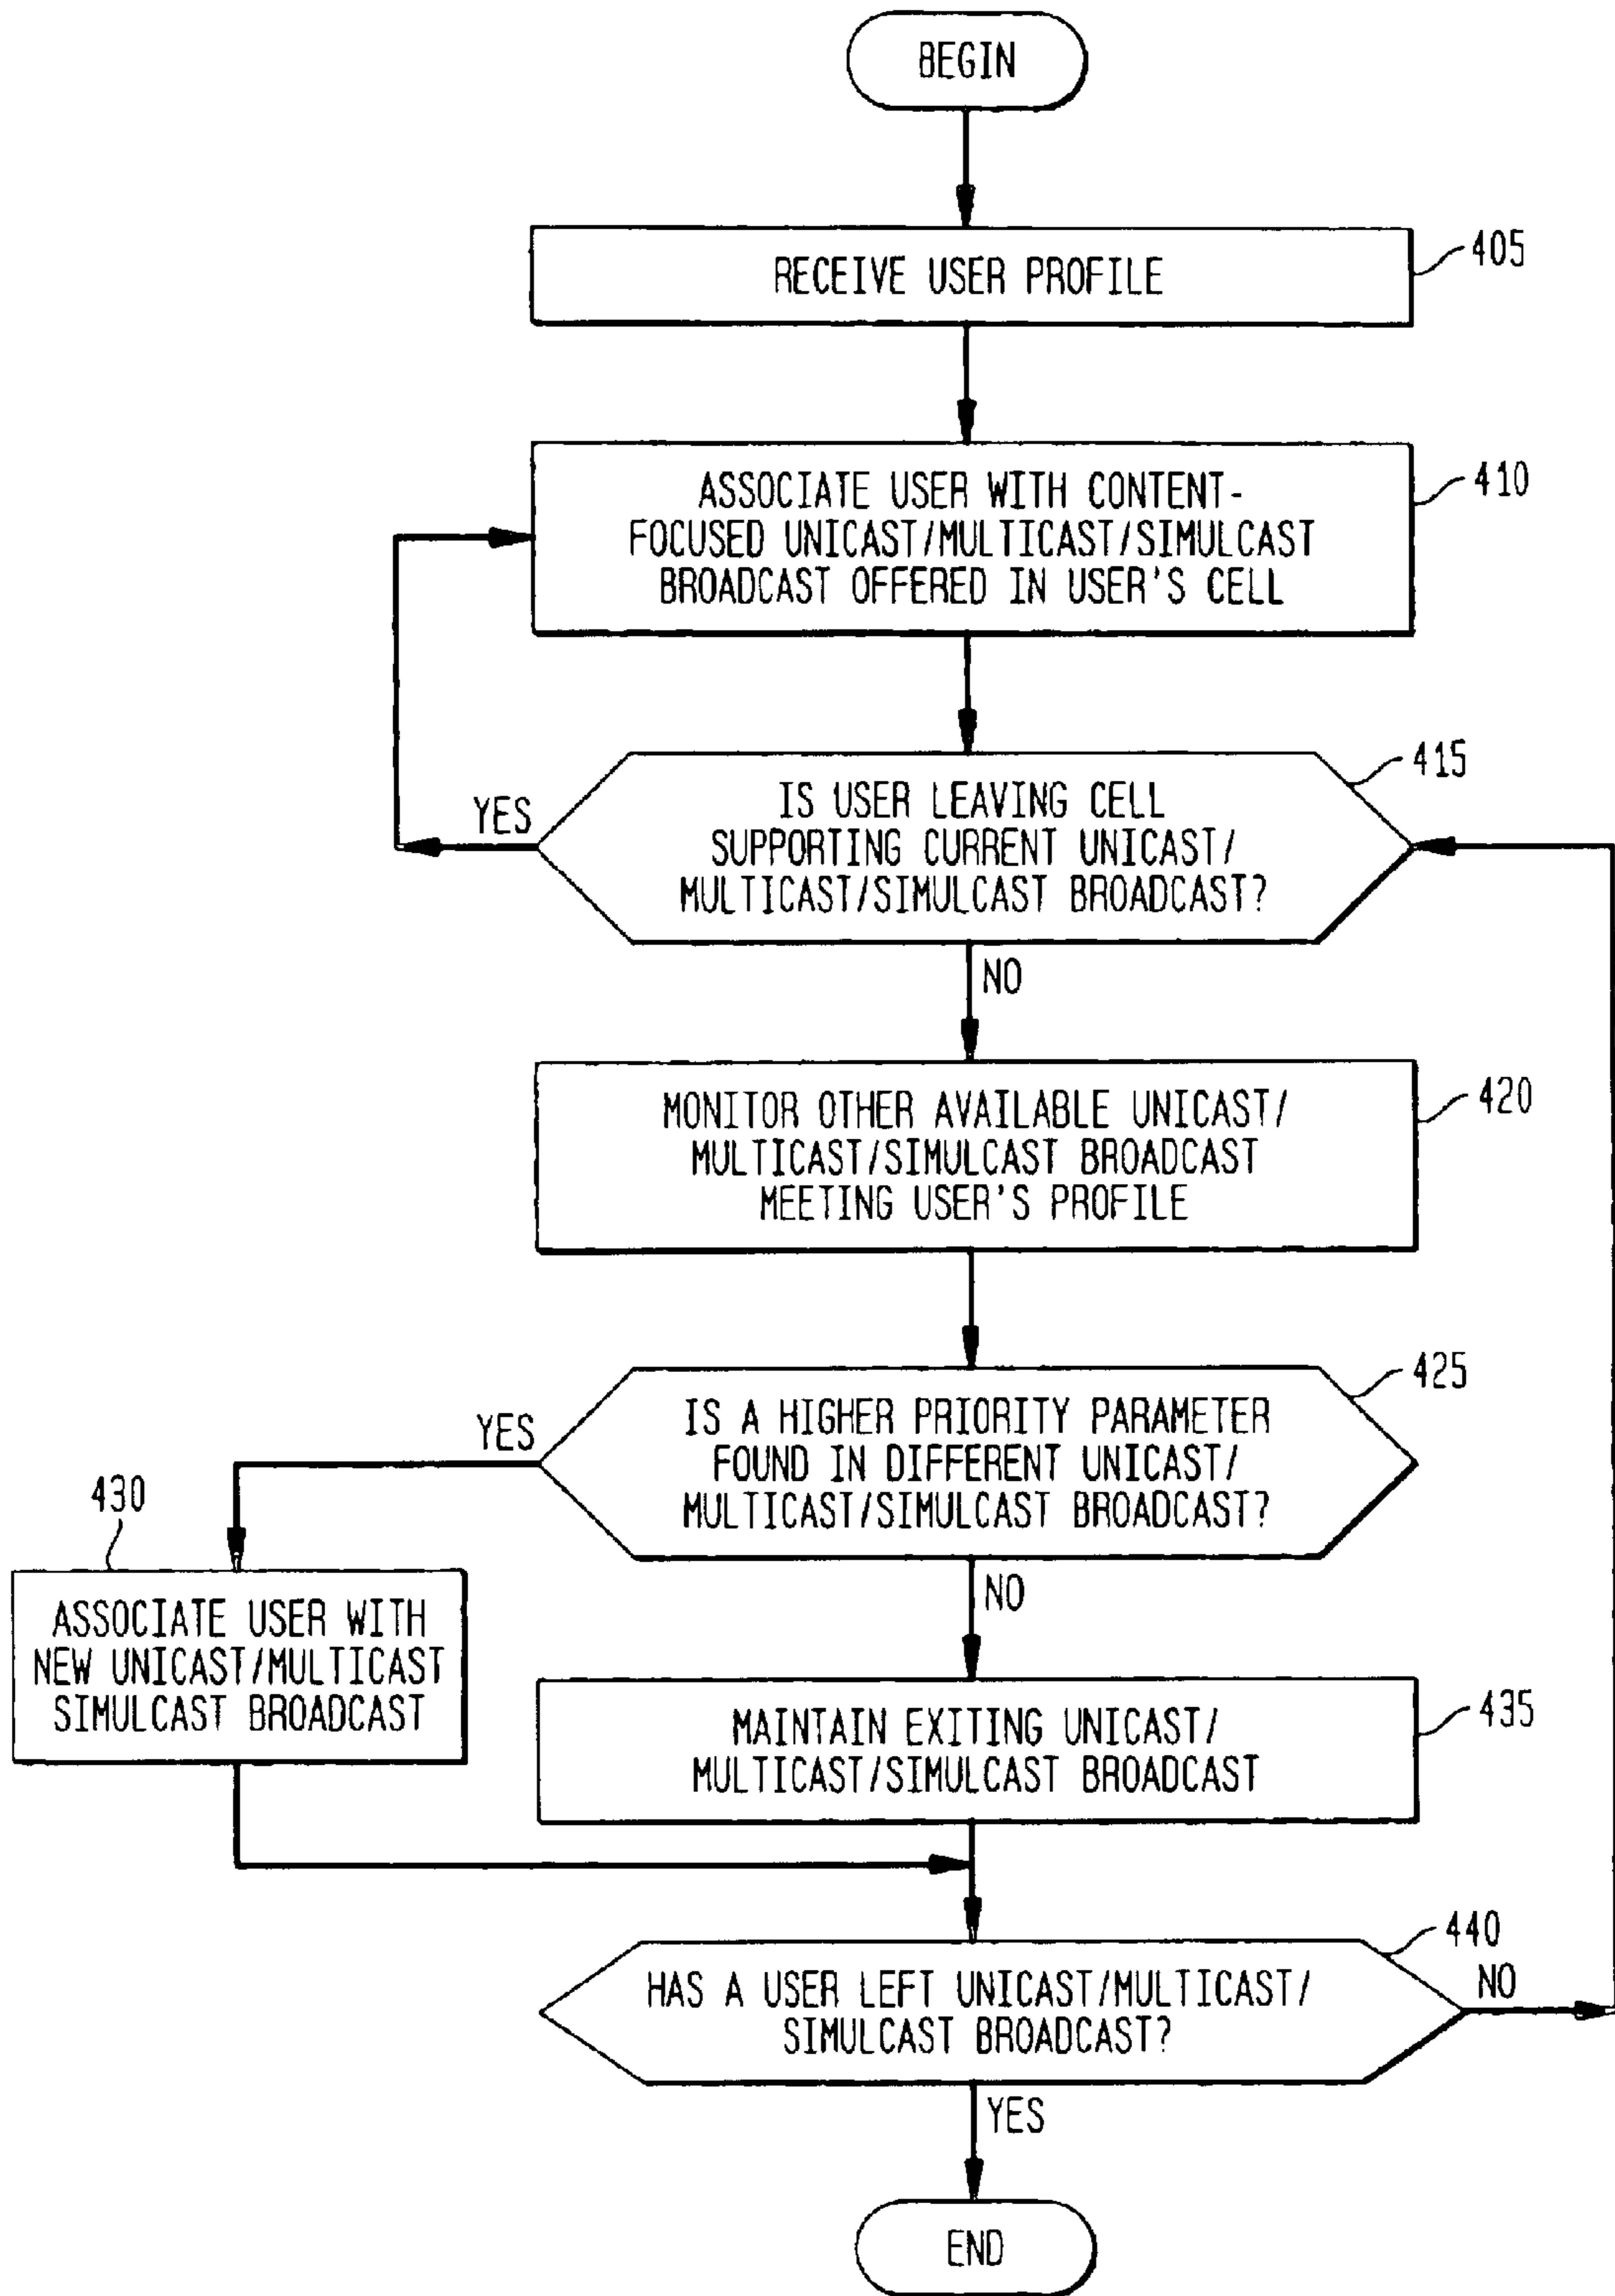 BEGIN
RECEIVE USER PROFILE
405
ASSOCIATE USER WITH CONTENT-
FOCUSED UNICAST/MULTICAST/SIMULCAST
BROADCAST OFFERED IN USER'S CELL
410
IS USER LEAVING CELL
SUPPORTING CURRENT UNICAST/
MULTICAST/SIMULCAST BROADCAST?
415
YES
NO
MONITOR OTHER AVAILABLE UNICAST/
MULTICAST/SIMULCAST BROADCAST
MEETING USER'S PROFILE
420
IS A HIGHER PRIORITY PARAMETER
FOUND IN DIFFERENT UNICAST/
MULTICAST/SIMULCAST BROADCAST?
425
YES
NO
430
ASSOCIATE USER WITH
NEW UNICAST/MULTICAST
SIMULCAST BROADCAST
MAINTAIN EXITING UNICAST/
MULTICAST/SIMULCAST BROADCAST
435
HAS A USER LEFT UNICAST/MULTICAST/
SIMULCAST BROADCAST?
440
NO
YES
END